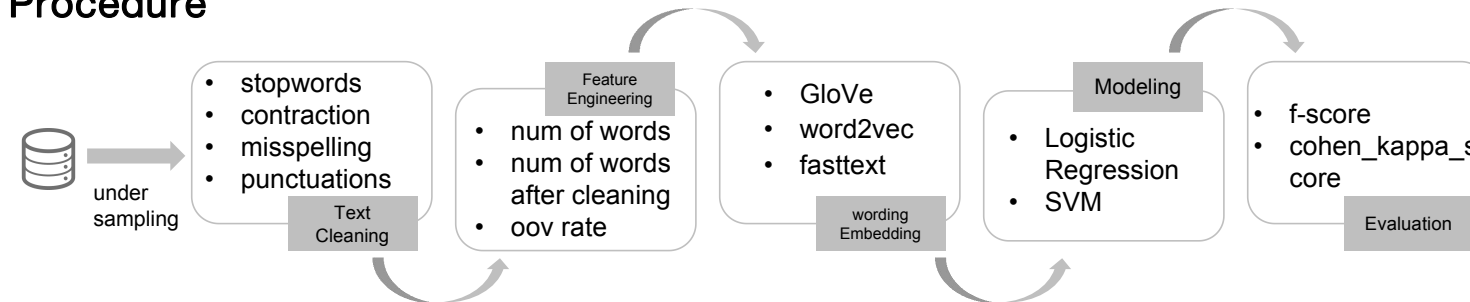 Procedure
under
sampling
• stopwords
• contraction
• misspelling
• punctuations
Text
Cleaning
Feature
Engineering
• num of words
• num of words
after cleaning
• oov rate
• GloVe
• word2vec
• fasttext
wording
Embedding
Modeling
• Logistic
Regression
• SVM
• f-score
• cohen_kappa_s
core
Evaluation